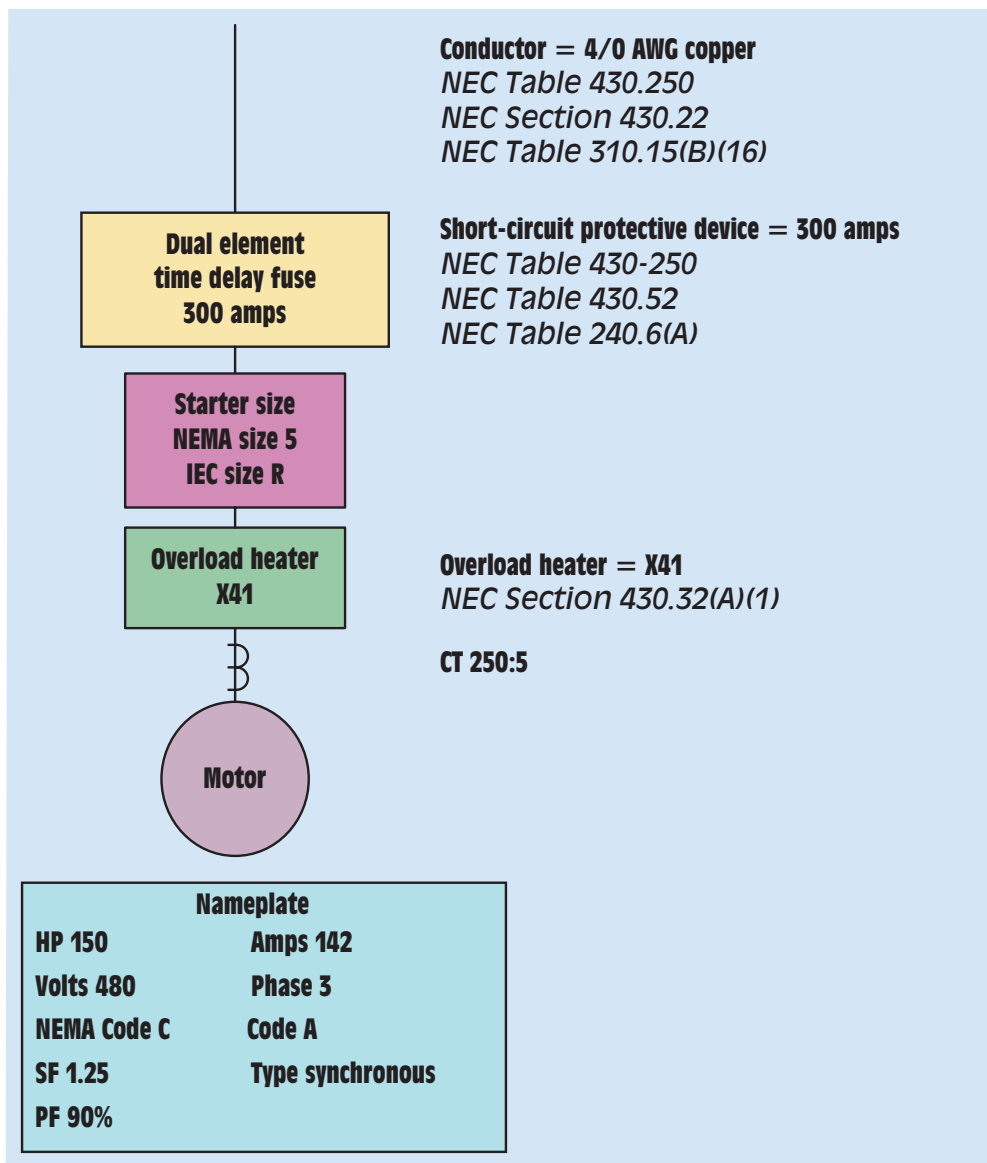 Conductor = 4/0 AWG copper
NEC Table 430.250
NEC Section 430.22
NEC Table 310.15(B)(16)
Dual element
time delay fuse
300 amps
Short-circuit protective device = 300 amps
NEC Table 430-250
NEC Table 430.52
NEC Table 240.6(A)
Starter size
NEMA size 5
IEC size R
Overload heater
X41
Overload heater = X41
NEC Section 430.32(A)(1)
CT 250:5
Motor
Nameplate
HP 150 Amps 142
Volts 480 Phase 3
NEMA Code C Code A
SF 1.25 Type synchronous
PF 90%